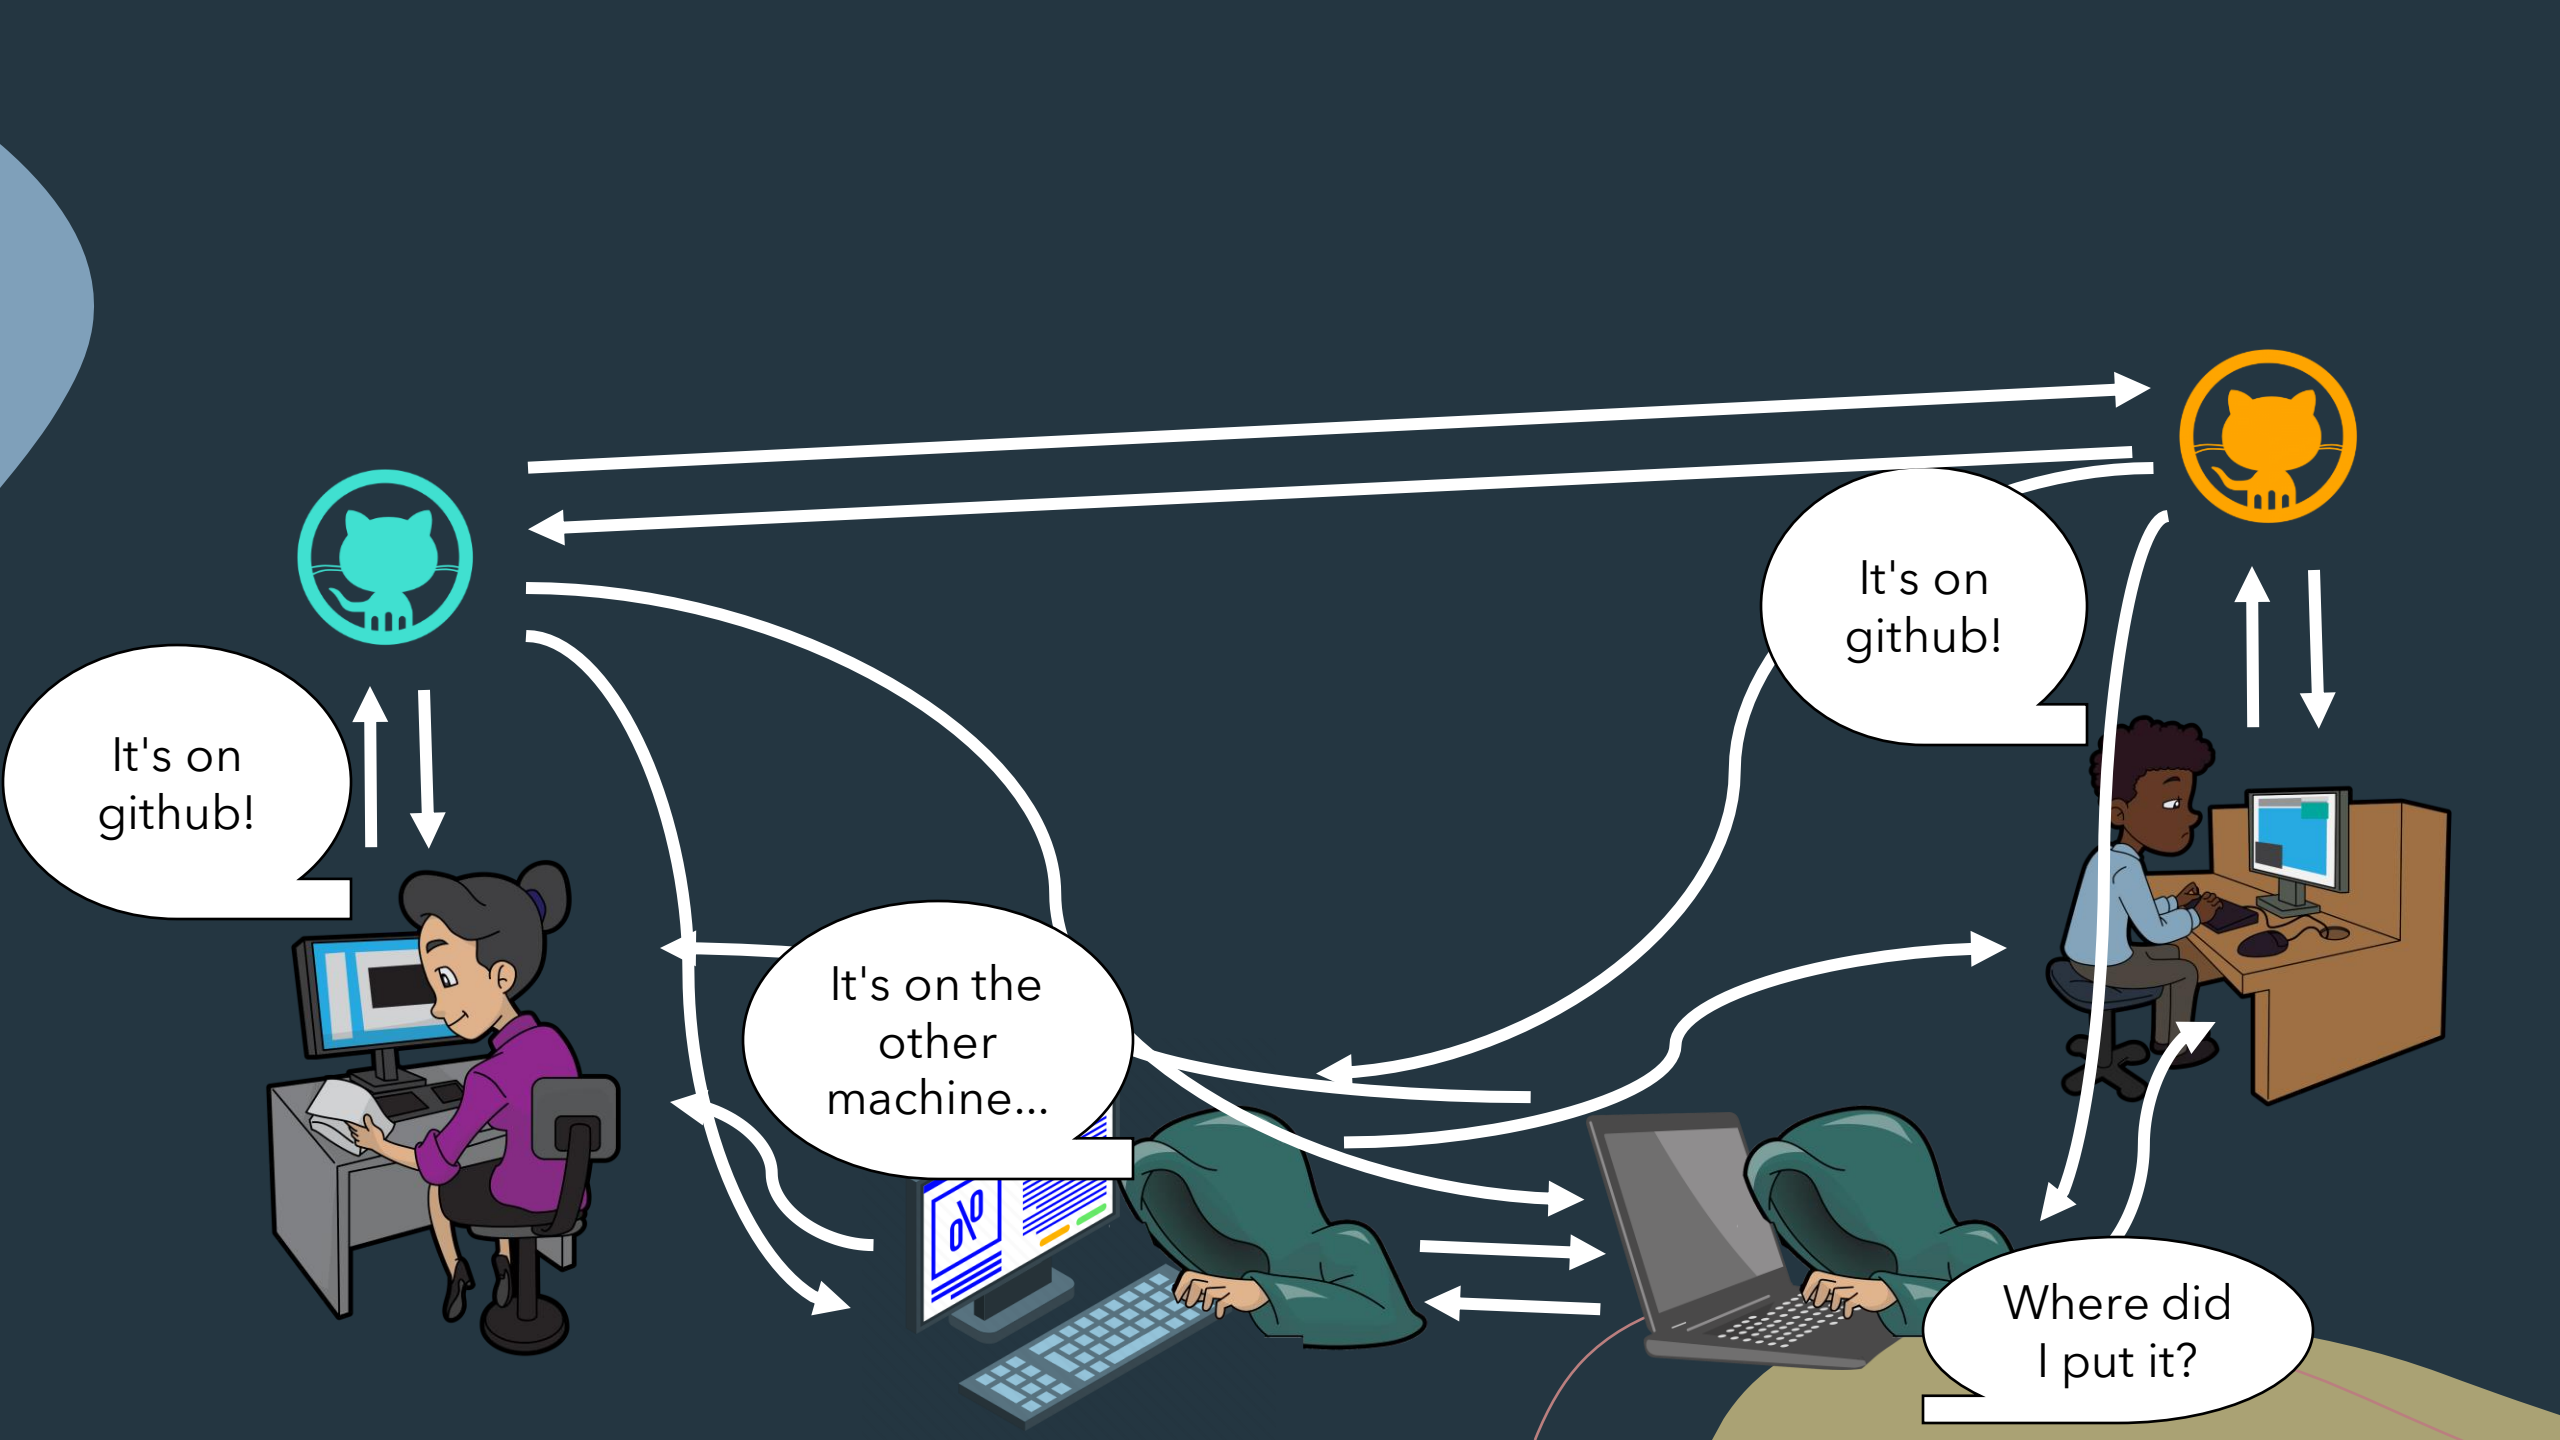 It's on
github!
It's on
github!
It's on the
other
machine...
Where did
I put it?